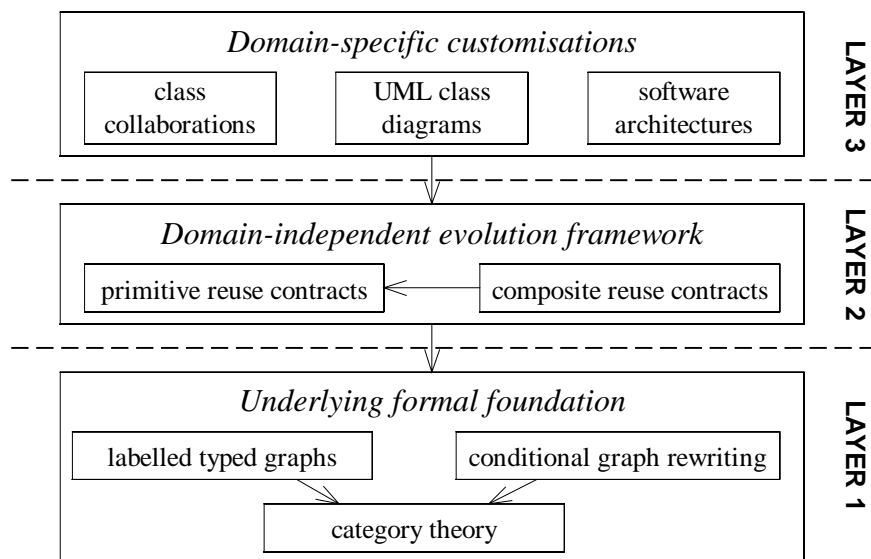 Domain-specific customisations
class
collaborations
UML class
diagrams
software
architectures
LAYER 3
Domain-independent evolution framework
primitive reuse contracts
composite reuse contracts
LAYER 2
Underlying formal foundation
labelled typed graphs
conditional graph rewriting
category theory
LAYER 1